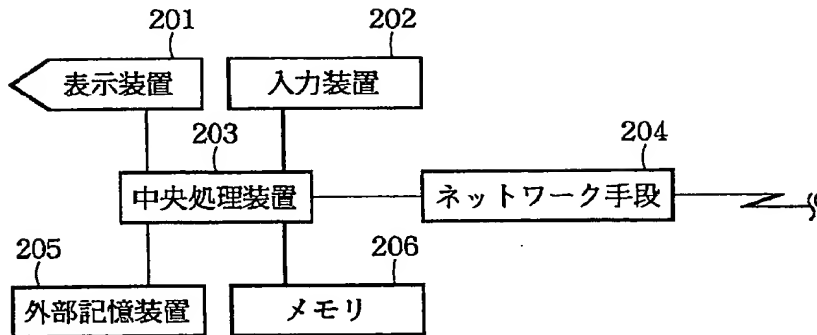 201
202
表示装置
入力装置
203
204
中央処理装置
ネットワーク手段
205
206
外部記憶装置
メモリ